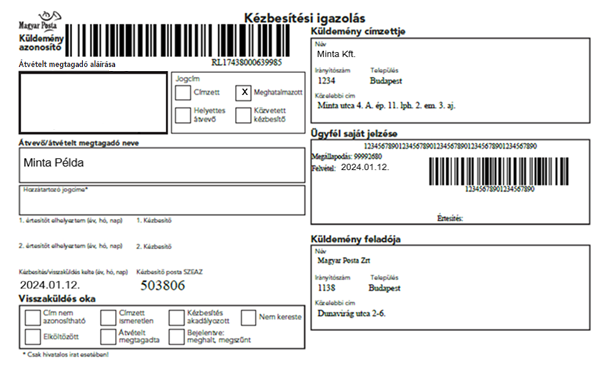 Kézbesítési igazolás
Magyar Posta
Küldemény
azonosító
RL17438000639985
Átvételt megtagadó aláírása
Jogcím
Címzett
X Meghatalmazott
Helyettes
átvevő
Közvetett
kézbesítő
Átvevő/átvételt megtagadó neve
Minta Példa
Hozzátartozó jogcíme*
1. értesítőt elhelyeztem (év, hó, nap) 1. Kézbesítő
2. értesítőt elhelyeztem (év, hó, nap) 2. Kézbesítő
Kézbesítés/visszaküldés kelte (év, hó, nap) Kézbesítő posta SZEAZ
2024.01.12. 503806
Visszaküldés oka
Cím nem
azonosítható
Címzett
ismeretlen
Kézbesítés
akadályozott
Nem kereste
Elköltözött
Átvételt
megtagadta
Bejelentve:
meghalt, megszűnt
* Csak hivatalos irat esetében!
Küldemény címzettje
Név
Minta Kft.
Irányítószám Település
1234 Budapest
Közelebbi cím
Minta utca 4. A. ép. 11. lph. 2. em. 3. aj.
Ügyfél saját jelzése
1234567890123456789012345678901234567890
Megállapodás: 99992680
Felvétel: 2024.01.12.
12345678901234567890
Értesítés:
Küldemény feladója
Név
Magyar Posta Zrt
Irányítószám Település
1138 Budapest
Közelebbi cím
Dunavirág utca 2-6.